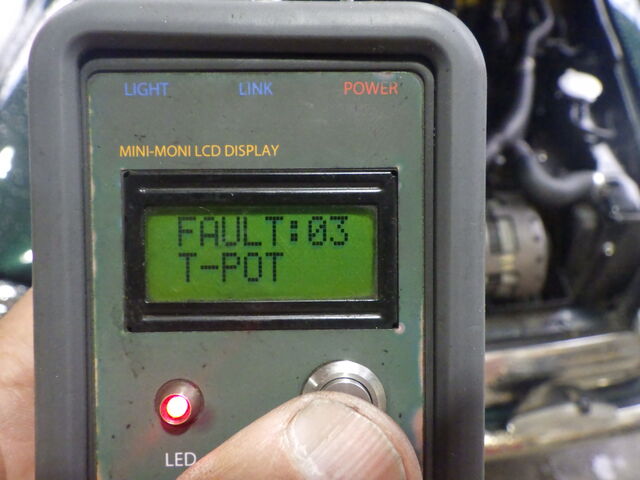 LIGHT LINK POWER
MINI-MONI LCD DISPLAY
FAULT:03
T-POT
LED